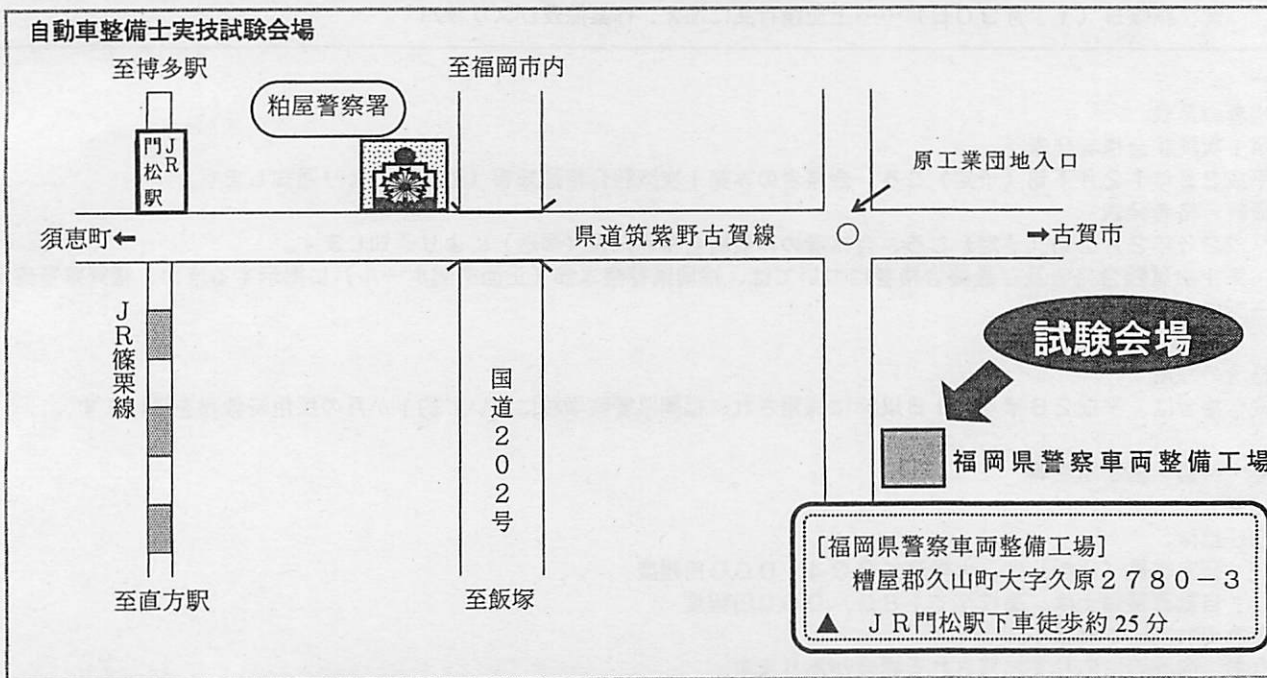 自動車整備士実技試験会場
至博多駅
至福岡市内
粕屋警察署
JR
門松駅
原工業団地入口
須恵町←
県道筑紫野古賀線
→古賀市
試験会場
JR篠栗線
国道202号
福岡県警察車両整備工場
[福岡県警察車両整備工場]
糟屋郡久山町大字久原2780-3
▲ JR門松駅下車徒歩約25分
至直方駅
至飯塚